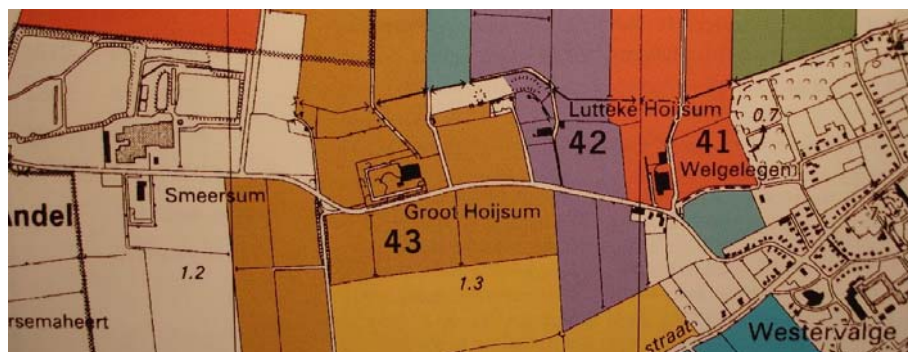 Lutteke Hoijsum
0.7
42
41
Welgelegen
Smeersum
Andel
Groot Hoijsum
43
1.2
1.3
rsemaheert
straat
Westervalge